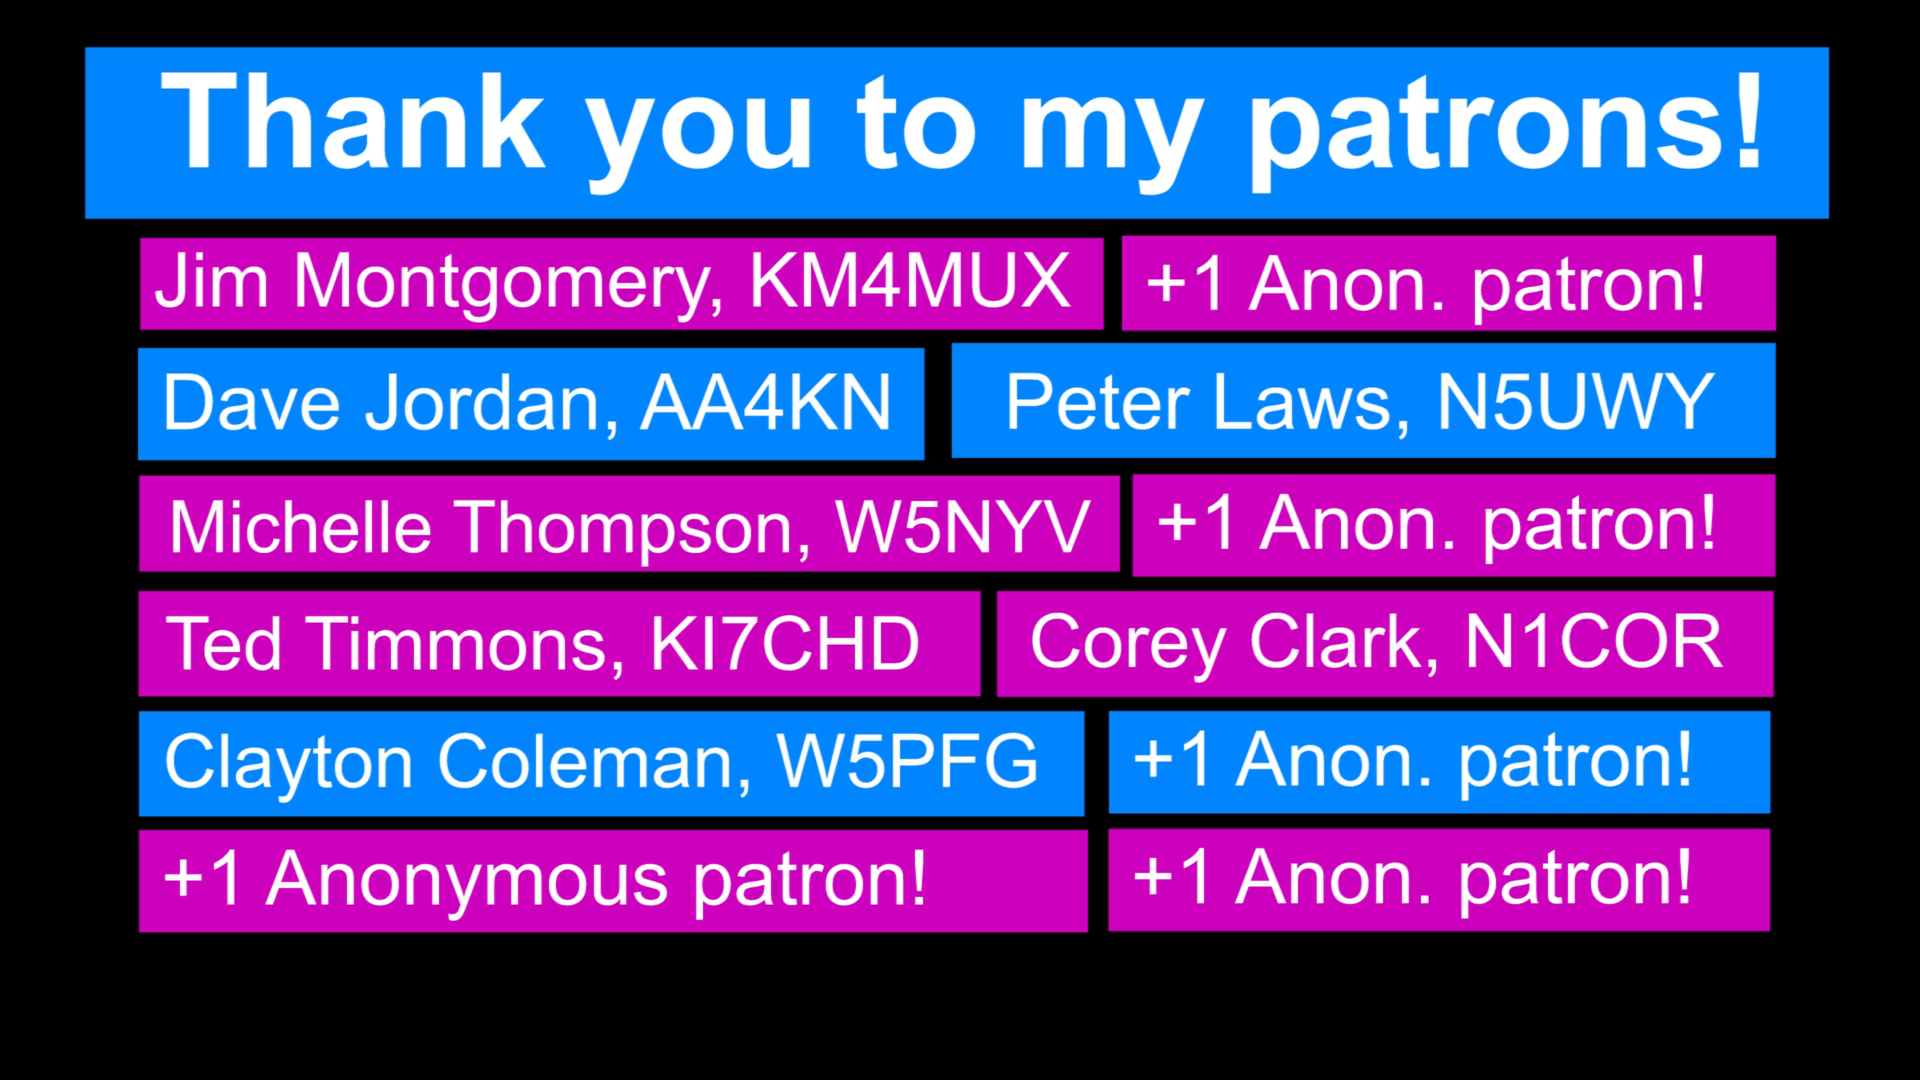 Thank you to my patrons!
Jim Montgomery, KM4MUX
+1 Anon. patron!
Dave Jordan, AA4KN
Peter Laws, N5UWY
Michelle Thompson, W5NYV
+1 Anon. patron!
Ted Timmons, KI7CHD
Corey Clark, N1COR
Clayton Coleman, W5PFG
+1 Anon. patron!
+1 Anonymous patron!
+1 Anon. patron!